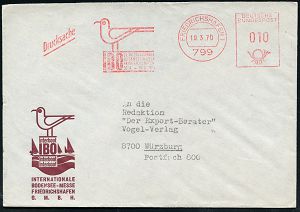 Drucksache
IBO
FRIEDRICHSHAFEN 1
19.3.70
799
DEUTSCHE
BUNDESPOST
010
An die
Redaktion
"Der Export-Berater"
Vogel-Verlag
8700 Würzburg
Postfach 800
IBO
INTERNATIONALE
BODENSEE-MESSE
FRIEDRICHSHAFEN
G. M. B. H.